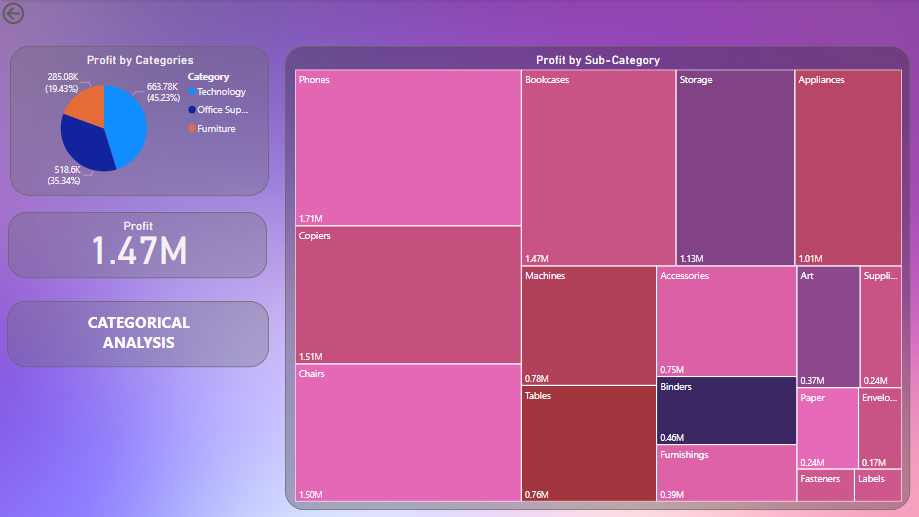 Profit by Categories
285.08K
(19.43%)
663.78K
(45.23%)
518.6K
(35.34%)
Category
Technology
Office Sup...
Furniture
Profit
1.47M
CATEGORICAL
ANALYSIS
Profit by Sub-Category
Phones
1.71M
Copiers
1.51M
Chairs
1.50M
Bookcases
1.47M
Storage
1.13M
Appliances
1.01M
Machines
0.78M
Tables
0.76M
Accessories
0.75M
Binders
0.46M
Furnishings
0.39M
Art
0.37M
Suppli...
0.24M
Paper
0.24M
Envelo...
0.17M
Fasteners
Labels